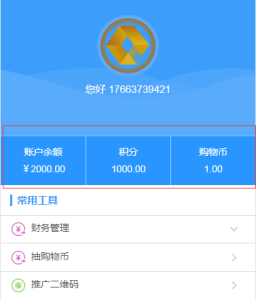 您好 17663739421
账户余额 积分 购物币
￥2000.00 1000.00 1.00
常用工具
财务管理
抽购物币
推广二维码